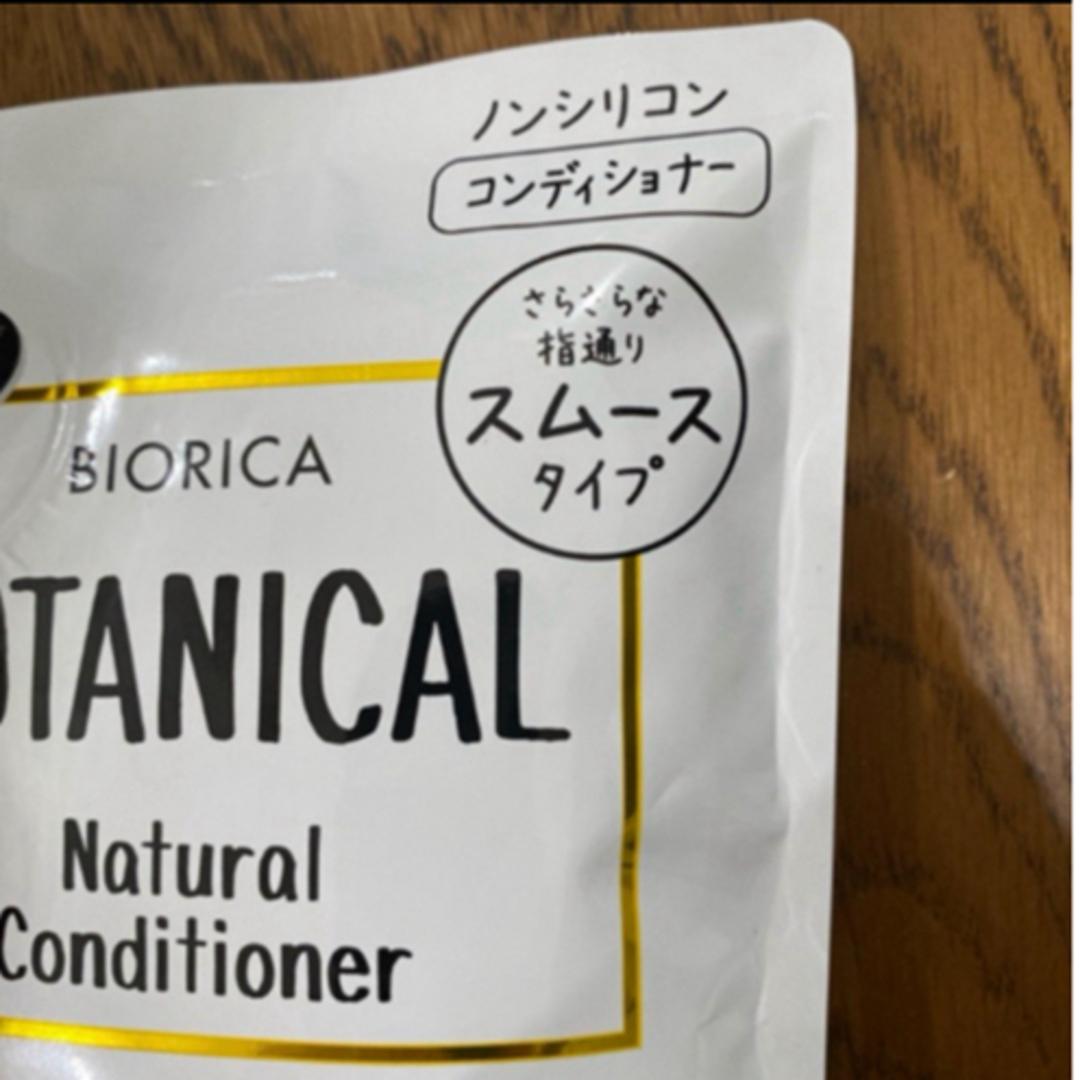 ノンシリコン
コンディショナー
さらさらな
指通り
スムース
タイプ
BIORICA
OTANICAL
Natural
Conditioner